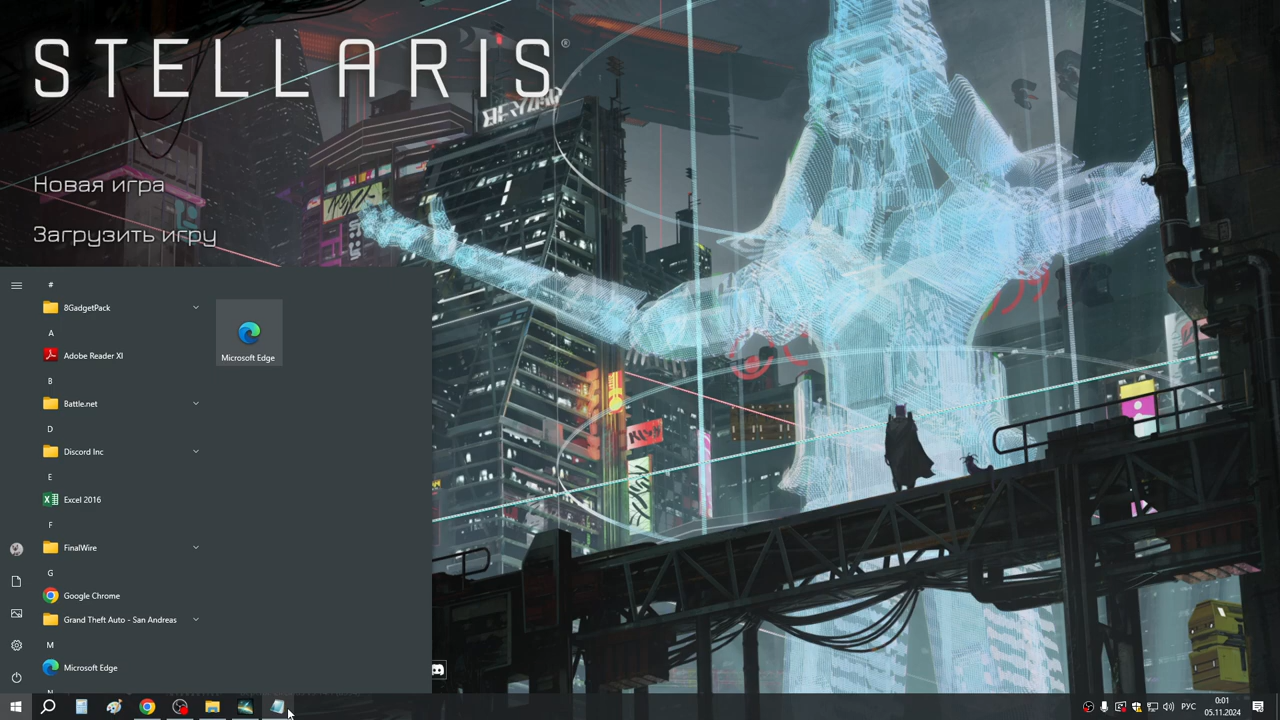 STELLARIS®
BEYOND
Новая игра
Загрузить игру
#
8GadgetPack
A
Adobe Reader XI
B
Battle.net
D
Discord Inc
E
Excel 2016
F
FinalWire
G
Google Chrome
Grand Theft Auto - San Andreas
M
Microsoft Edge
Microsoft Edge
РУС
0:01
05.11.2024